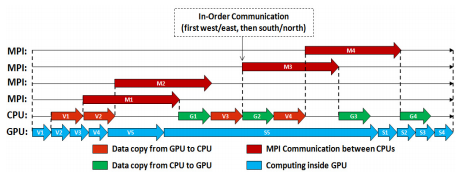 In-Order Communication
(first west/east, then south/north)
MPI: M4
MPI: M3
MPI: M2
MPI: M1
CPU: V1 V2 G1 V3 G2 V4 G3 G4
GPU: V1 V2 V3 V4 V5 S5 S1 S2 S3 S4
Data copy from GPU to CPU MPI Communication between CPUs
Data copy from CPU to GPU Computing inside GPU